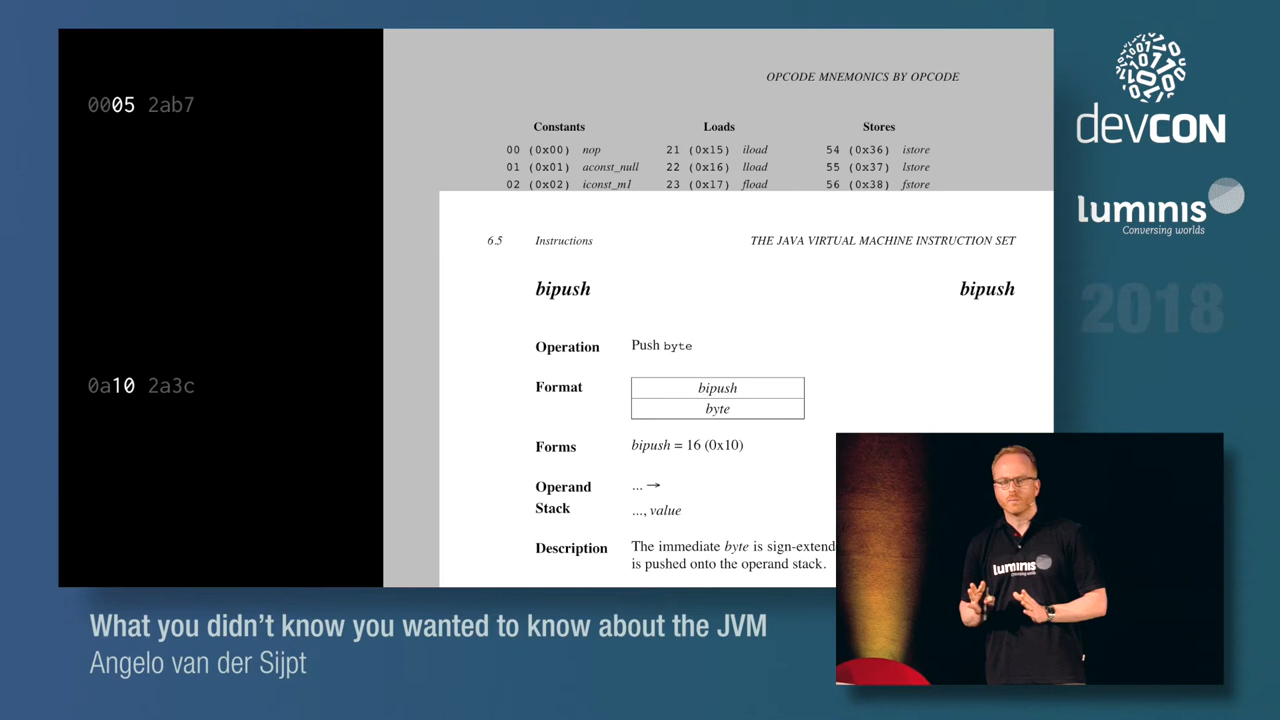 0005 2ab7
0a10 2a3c
OPCODE MNEMONICS BY OPCODE
Constants Loads Stores
00 (0x00) nop 21 (0x15) iload 54 (0x36) istore
01 (0x01) aconst_null 22 (0x16) lload 55 (0x37) lstore
02 (0x02) iconst_m1 23 (0x17) fload 56 (0x38) fstore
6.5 Instructions THE JAVA VIRTUAL MACHINE INSTRUCTION SET
bipush bipush
Operation Push byte
Format bipush
byte
Forms bipush = 16 (0x10)
Operand ... →
Stack ..., value
Description The immediate byte is sign-extend
is pushed onto the operand stack.
devCON
luminis
Conversing worlds
2018
luminis
What you didn't know you wanted to know about the JVM
Angelo van der Sijpt